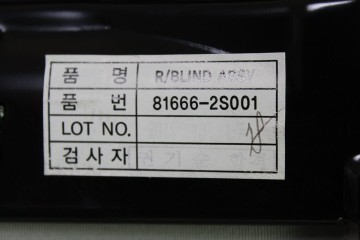 품 명 R/BLIND ASSY
품 번 81666-2S001
LOT NO.
검사자